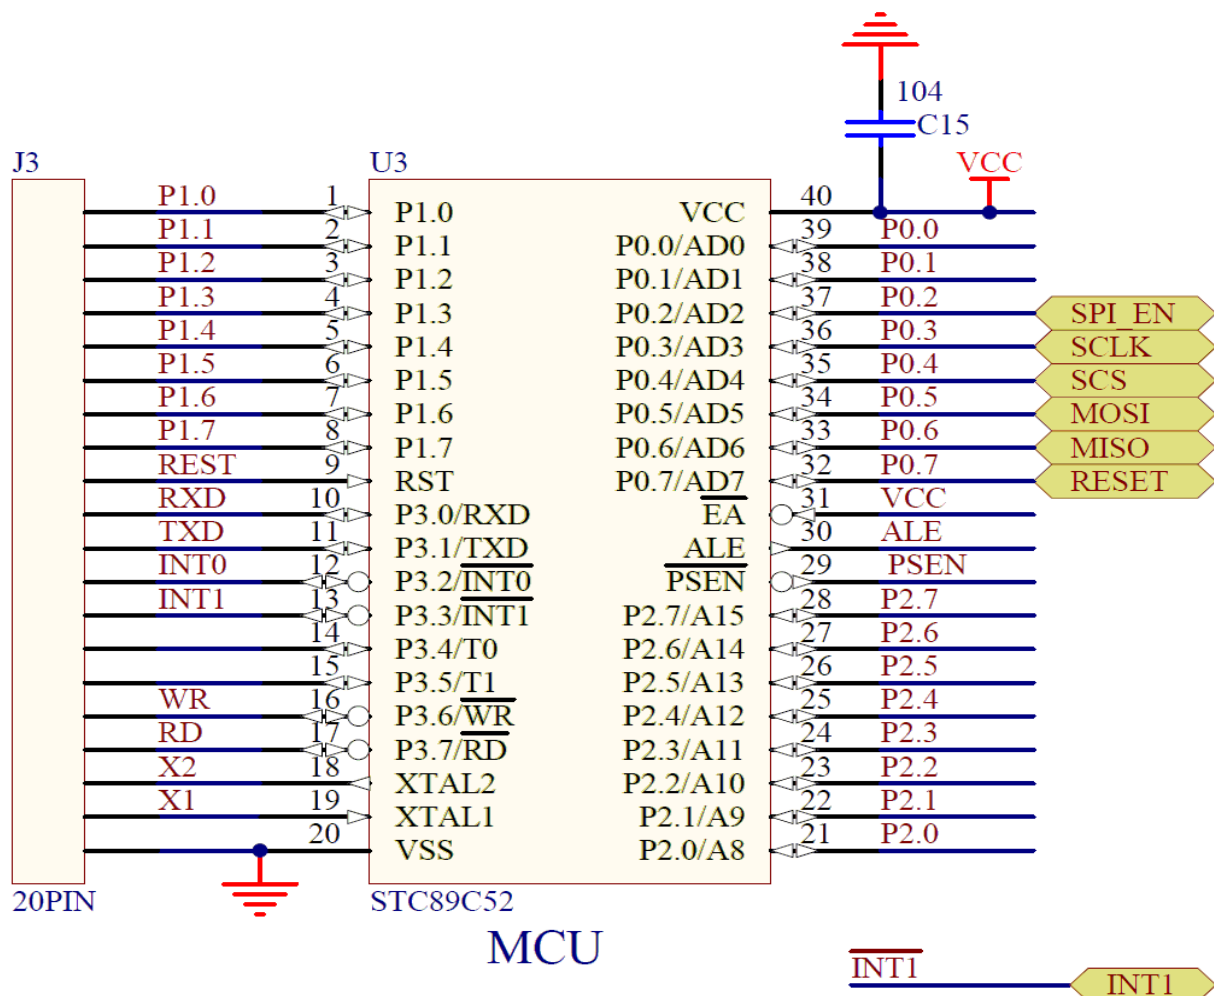 104
C15
J3
U3
VCC
P1.0 1 P1.0 VCC 40
P1.1 2 P1.1 P0.0/AD0 39 P0.0
P1.2 3 P1.2 P0.1/AD1 38 P0.1
P1.3 4 P1.3 P0.2/AD2 37 P0.2 SPI_EN
P1.4 5 P1.4 P0.3/AD3 36 P0.3 SCLK
P1.5 6 P1.5 P0.4/AD4 35 P0.4 SCS
P1.6 7 P1.6 P0.5/AD5 34 P0.5 MOSI
P1.7 8 P1.7 P0.6/AD6 33 P0.6 MISO
REST 9 RST P0.7/AD7 32 P0.7 RESET
RXD 10 P3.0/RXD EA 31 VCC
TXD 11 P3.1/TXD ALE 30 ALE
INT0 12 P3.2/INT0 PSEN 29 PSEN
INT1 13 P3.3/INT1 P2.7/A15 28 P2.7
14 P3.4/T0 P2.6/A14 27 P2.6
15 P3.5/T1 P2.5/A13 26 P2.5
WR 16 P3.6/WR P2.4/A12 25 P2.4
RD 17 P3.7/RD P2.3/A11 24 P2.3
X2 18 XTAL2 P2.2/A10 23 P2.2
X1 19 XTAL1 P2.1/A9 22 P2.1
20 VSS P2.0/A8 21 P2.0
20PIN
STC89C52
MCU
INT1
INT1